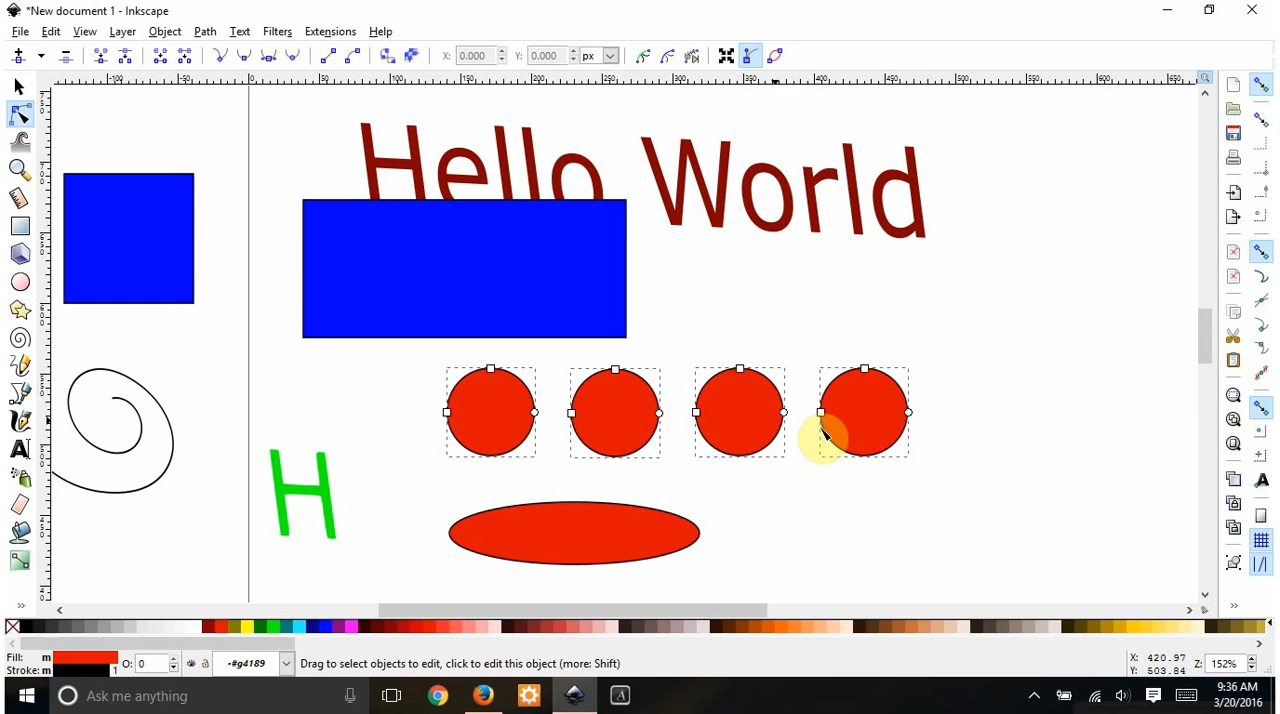 *New document 1 - Inkscape
File Edit View Layer Object Path Text Filters Extensions Help
X: 0.000 Y: 0.000 px
Hello World
H
Fill: m O: 0 -#g4189 Drag to select objects to edit, click to edit this object (more: Shift) X: 420.97 Z: 152%
Stroke: m 1 Y: 503.84
Ask me anything
9:36 AM
3/20/2016